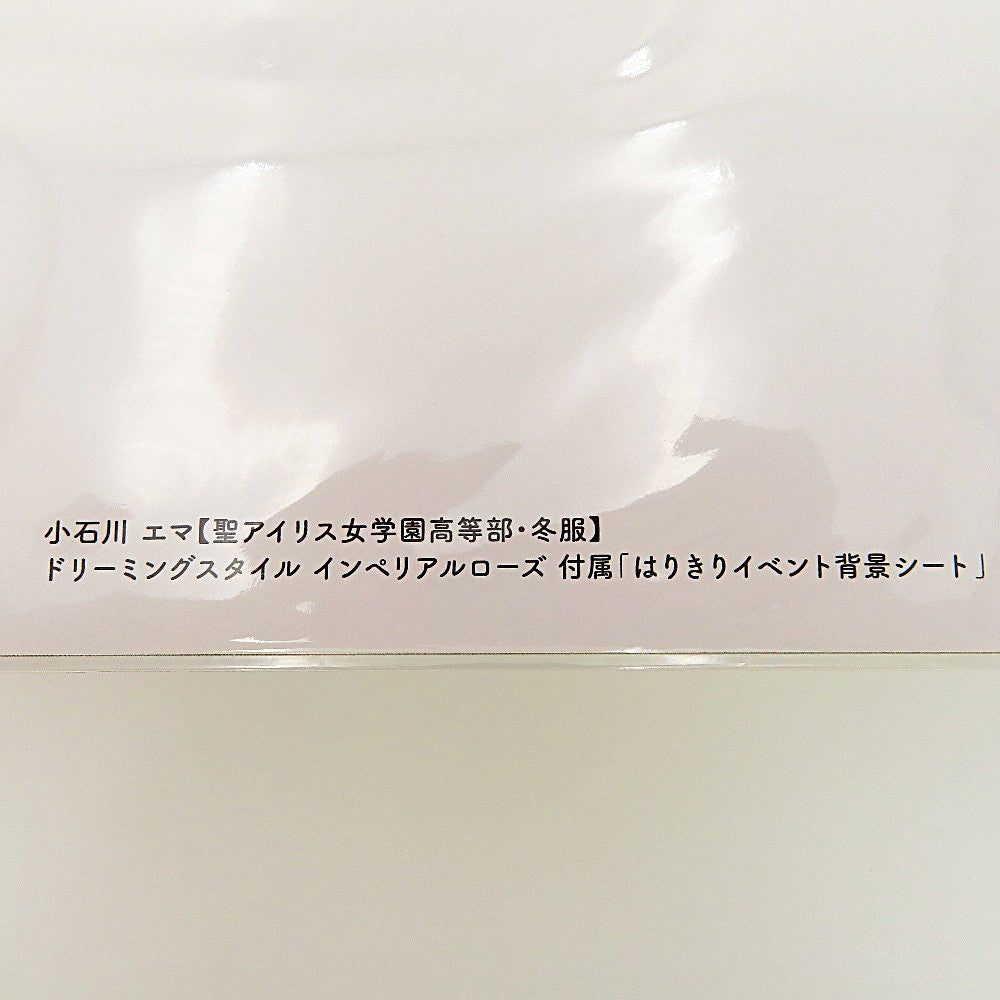 小石川 エマ【聖アイリス女学園高等部・冬服】
ドリーミングスタイル インペリアルローズ 付属「はりきりイベント背景シート」